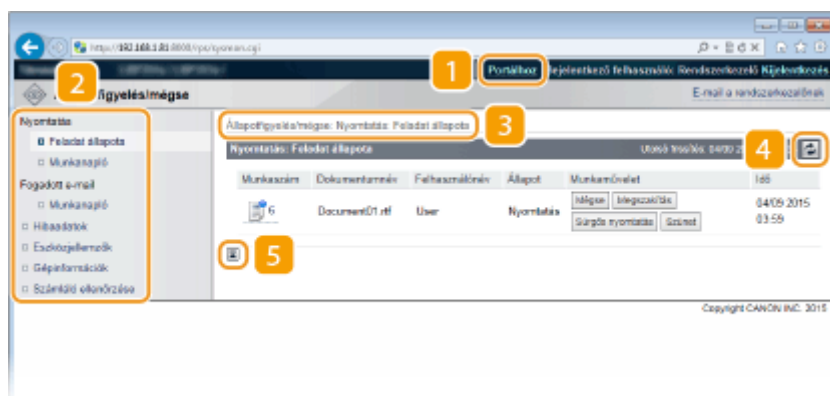 http://192.168.1.81:8000/rps/sysmon.cgi
1
Portálhoz Bejelentkező felhasználó: Rendszerkezelő Kijelentkezés
2
figyelés/mégse
E-mail a rendszerkezelőnek
Nyomtatás
Feladat állapota
Munkanapló
Fogadott e-mail
Munkanapló
Hibaadatok
Eszközjellemzők
Gépinformációk
Számláló ellenőrzése
Állapotfigyelés/mégse: Nyomtatás: Feladat állapota
3
Nyomtatás: Feladat állapota
Utolsó frissítés: 04/09
4
Munkaszám Dokumentumnév Felhasználónév Állapot Munkaművelet Idő
6 Document01.rtf User Nyomtatás Mégse Megszakítás 04/09 2015
Sürgős nyomtatás Szünet 03:59
5
Copyright CANON INC. 2015